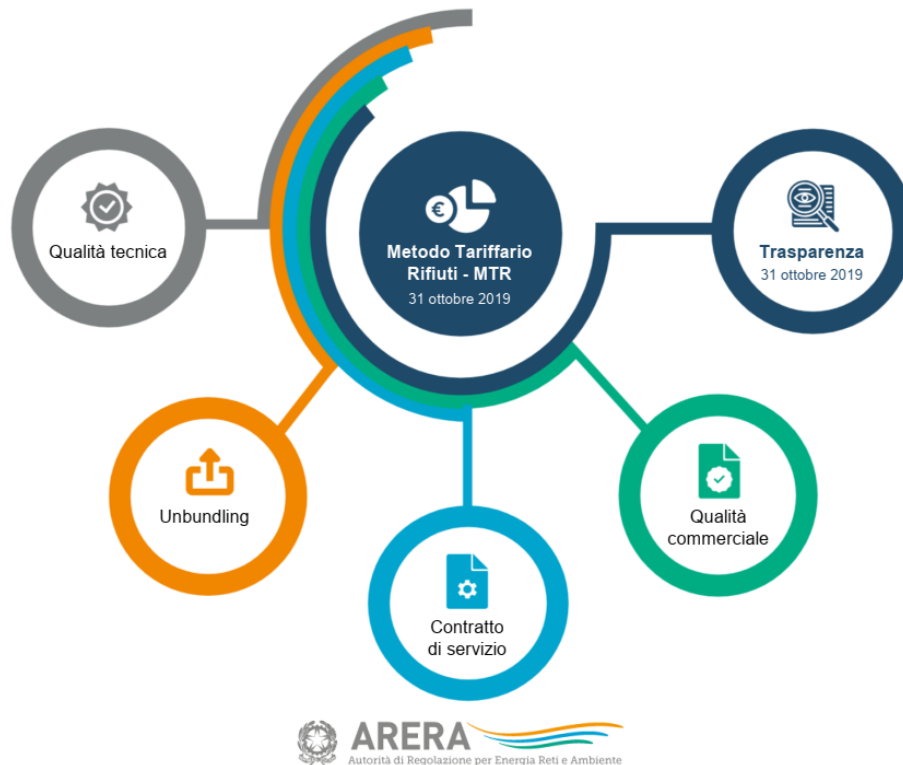 Metodo Tariffario
Rifiuti - MTR
31 ottobre 2019
Trasparenza
31 ottobre 2019
Qualità
commerciale
Contratto
di servizio
Unbundling
Qualità tecnica
€
ARERA
Autorità di Regolazione per Energia Reti e Ambiente